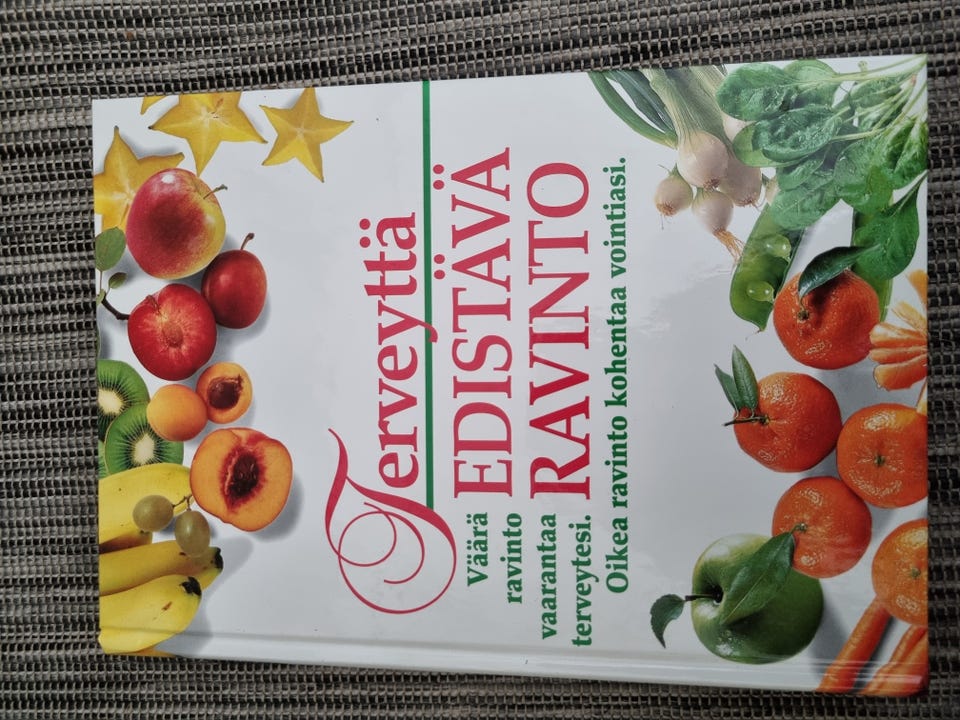 Terveyttä
EDISTÄVÄ
RAVINTO
Väärä
ravinto
vaarantaa
terveytesi.
Oikea ravinto kohentaa vointiasi.